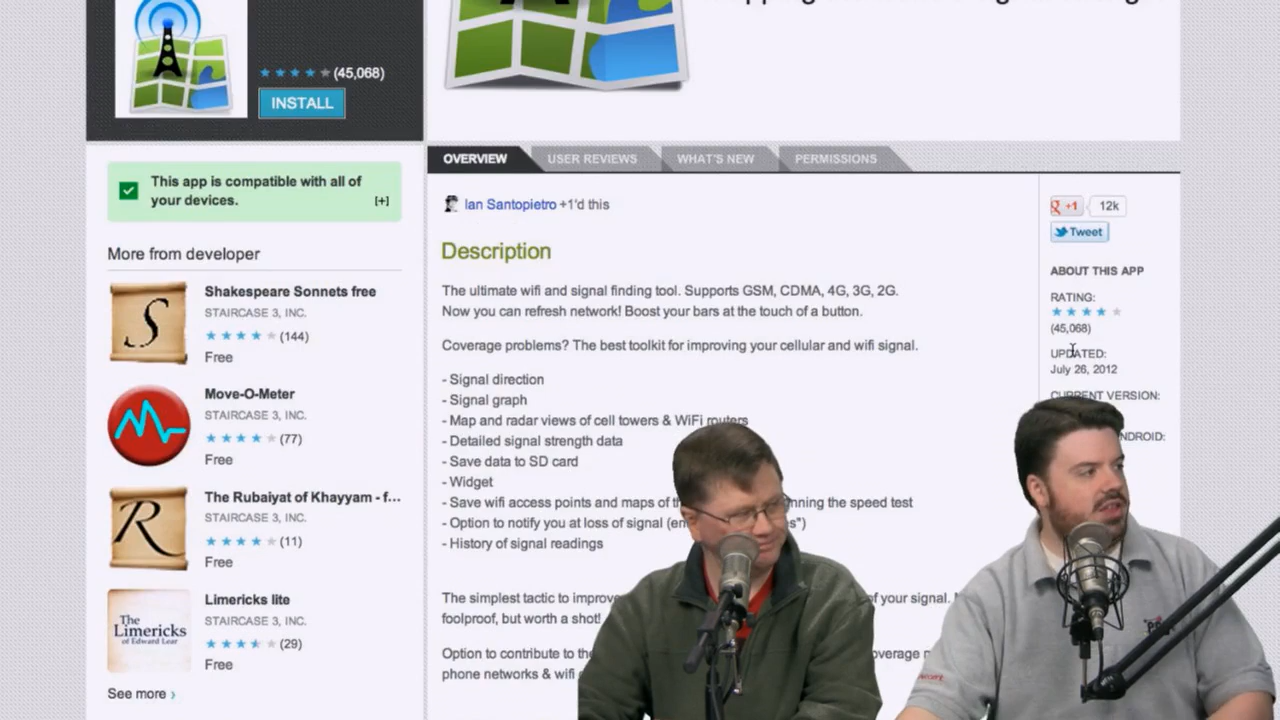 (45,068)
INSTALL
This app is compatible with all of
your devices.
[+]
More from developer
Shakespeare Sonnets free
STAIRCASE 3, INC.
(144)
Free
Move-O-Meter
STAIRCASE 3, INC.
(77)
Free
The Rubaiyat of Khayyam - f...
STAIRCASE 3, INC.
(11)
Free
The
Limericks
of Edward Lear
Limericks lite
STAIRCASE 3, INC.
(29)
Free
See more ›
OVERVIEW USER REVIEWS WHAT'S NEW PERMISSIONS
Ian Santopietro +1'd this
Description
The ultimate wifi and signal finding tool. Supports GSM, CDMA, 4G, 3G, 2G.
Now you can refresh network! Boost your bars at the touch of a button.
Coverage problems? The best toolkit for improving your cellular and wifi signal.
- Signal direction
- Signal graph
- Map and radar views of cell towers & WiFi routers
- Detailed signal strength data
- Save data to SD card
- Widget
- Save wifi access points and maps of the speed test
- Option to notify you at loss of signal
- History of signal readings
The simplest tactic to improve of your signal.
foolproof, but worth a shot!
Option to contribute to the
phone networks & wifi
+1 12k
Tweet
ABOUT THIS APP
RATING:
(45,068)
UPDATED:
July 26, 2012
CURRENT VERSION: